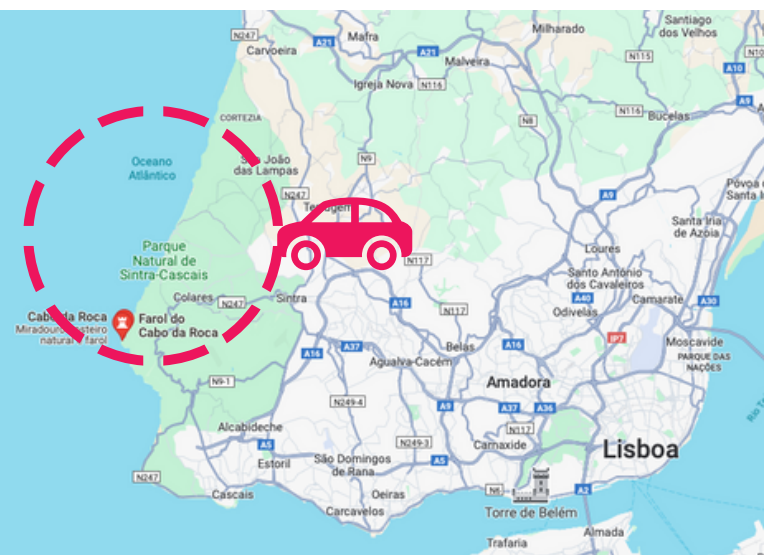 Santiago
dos Velhos
N247
Mafra
Milharado
A21
Carvoeira
A21
N115
Malveira
A10
Igreja Nova
N116
A9
CORTEZIA
N8
N116
Bucelas
Oceano
Atlântico
São João
das Lampas
N9
N247
A9
Santa Iria
de Azoia
Parque
Natural de
Sintra-Cascais
N117
Loures
Santo António
dos Cavaleiros
Colares
N247
Sintra
A16
A40
Camarate
A30
Cabo da Roca
Farol do
Cabo da Roca
N117
Odivelas
Miradouro costeiro
natural
farol
A16
A37
Belas
A16
IP7
Moscavide
Agualva-Cacém
PARQUE DAS
NAÇÕES
N9-1
Amadora
N249-4
A9
A37
A36
Alcabideche
N117
A5
N249-3
Carnaxide
Lisboa
Estoril
São Domingos
de Rana
A5
N247
Cascais
Oeiras
N6
A2
Carcavelos
Torre de Belém
Almada
Trafaria